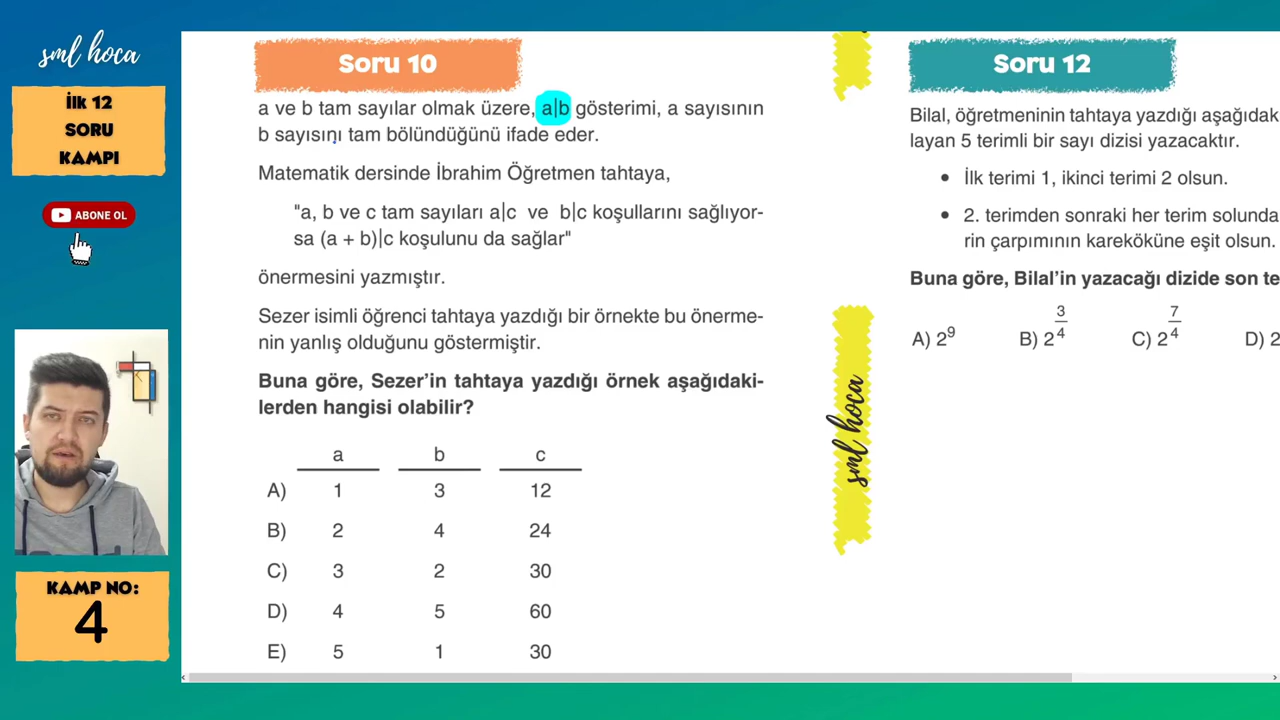 sml hoca
İlk 12
SORU
KAMPI
ABONE OL
KAMP NO:
4
Soru 10
a ve b tam sayılar olmak üzere, a|b gösterimi, a sayısının
b sayısını tam bölündüğünü ifade eder.
Matematik dersinde İbrahim Öğretmen tahtaya,
"a, b ve c tam sayıları a|c ve b|c koşullarını sağlıyor-
sa (a + b)|c koşulunu da sağlar"
önermesini yazmıştır.
Sezer isimli öğrenci tahtaya yazdığı bir örnekte bu önerme-
nin yanlış olduğunu göstermiştir.
Buna göre, Sezer'in tahtaya yazdığı örnek aşağıdaki-
lerden hangisi olabilir?
a b c
A) 1 3 12
B) 2 4 24
C) 3 2 30
D) 4 5 60
E) 5 1 30
sml hoca
Soru 12
Bilal, öğretmeninin tahtaya yazdığı aşağıdak
layan 5 terimli bir sayı dizisi yazacaktır.
• İlk terimi 1, ikinci terimi 2 olsun.
• 2. terimden sonraki her terim solunda
rin çarpımının kareköküne eşit olsun.
Buna göre, Bilal'in yazacağı dizide son te
A) 2^9 B) 2^(3/4) C) 2^(7/4) D) 2